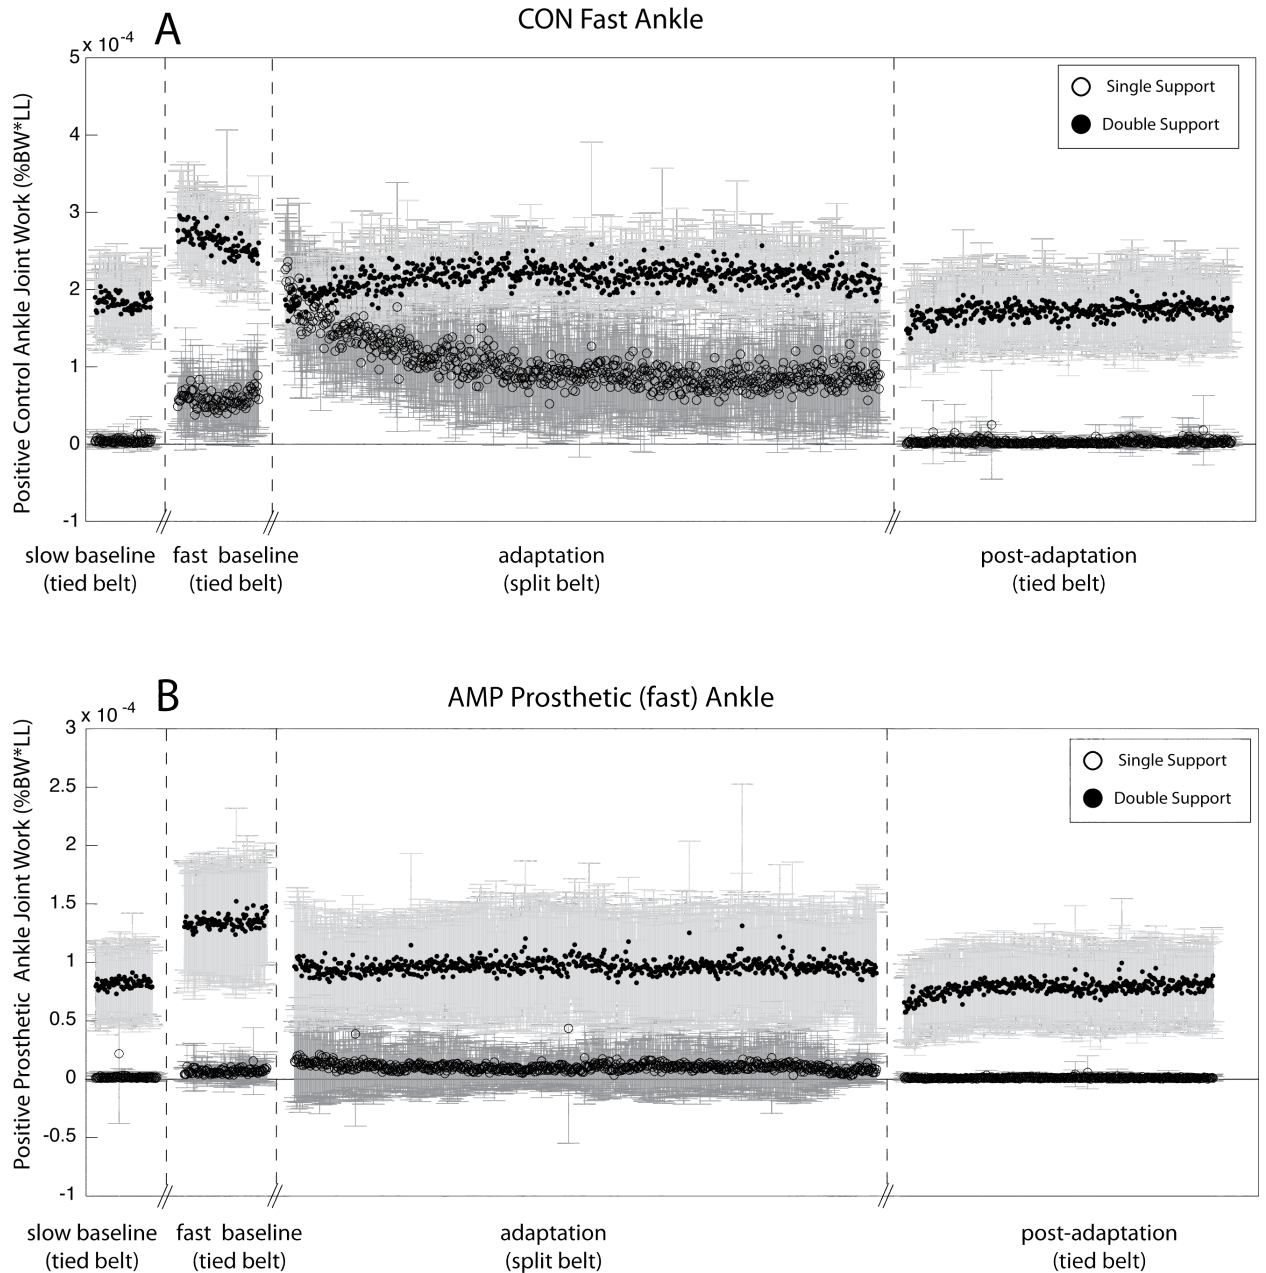 A
CON Fast Ankle
x 10-4
5
4
3
2
1
0
-1
Positive Control Ankle Joint Work (%BW*LL)
Single Support
Double Support
slow baseline
(tied belt)
fast baseline
(tied belt)
adaptation
(split belt)
post-adaptation
(tied belt)
B
AMP Prosthetic (fast) Ankle
x 10-4
3
2.5
2
1.5
1
0.5
0
-0.5
-1
Positive Prosthetic Ankle Joint Work (%BW*LL)
Single Support
Double Support
slow baseline
(tied belt)
fast baseline
(tied belt)
adaptation
(split belt)
post-adaptation
(tied belt)